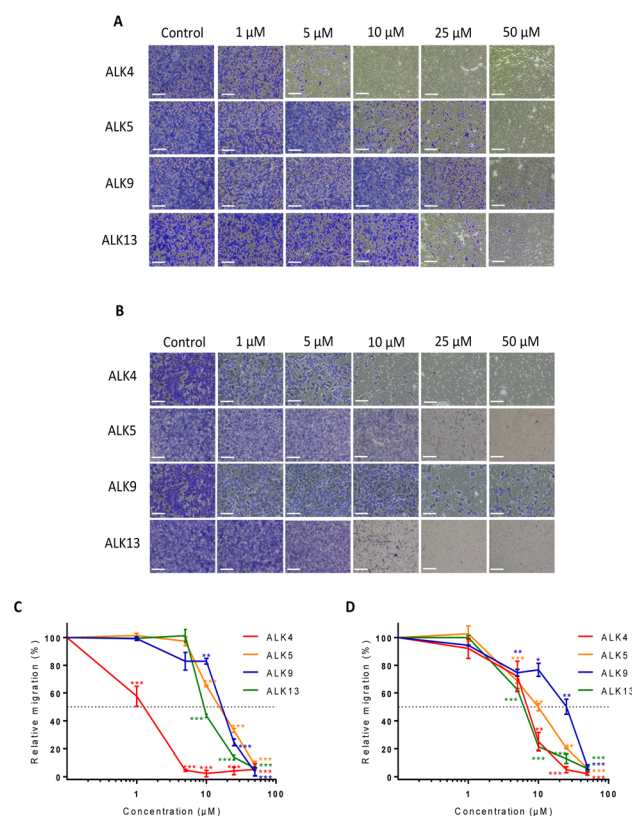 A
Control 1 µM 5 µM 10 µM 25 µM 50 µM
ALK4
ALK5
ALK9
ALK13
B
Control 1 µM 5 µM 10 µM 25 µM 50 µM
ALK4
ALK5
ALK9
ALK13
C
Relative migration (%)
100
80
60
40
20
0
1 10 100
Concentration (µM)
ALK4
ALK5
ALK9
ALK13
***
**
***
***
***
***
***
***
***
***
***
***
***
***
***
D
Relative migration (%)
100
80
60
40
20
0
1 10 100
Concentration (µM)
ALK4
ALK5
ALK9
ALK13
**
***
***
*
**
**
***
**
**
***
***
***
***
***
***